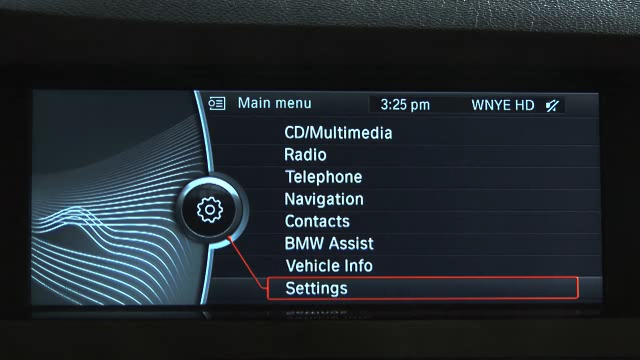 Main menu 3:25 pm WNYE HD
CD/Multimedia
Radio
Telephone
Navigation
Contacts
BMW Assist
Vehicle Info
Settings